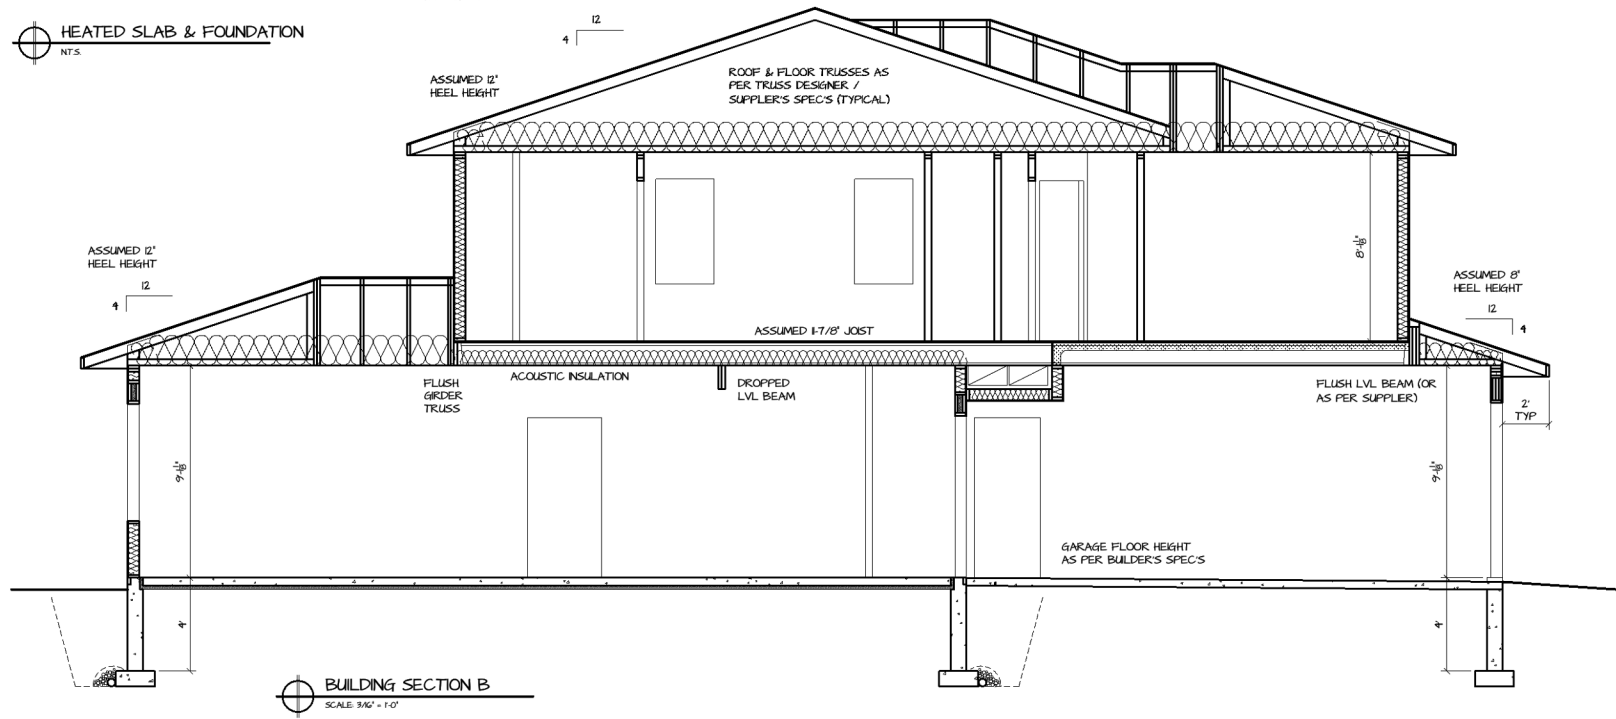 HEATED SLAB & FOUNDATION
N.T.S.
12
4
ASSUMED 12"
HEEL HEIGHT
ROOF & FLOOR TRUSSES AS
PER TRUSS DESIGNER /
SUPPLIER'S SPEC'S (TYPICAL)
ASSUMED 12"
HEEL HEIGHT
12
4
8'-1⅛"
ASSUMED 8"
HEEL HEIGHT
12
4
ASSUMED 11-7/8" JOIST
FLUSH
GIRDER
TRUSS
ACOUSTIC INSULATION
DROPPED
LVL BEAM
FLUSH LVL BEAM (OR
AS PER SUPPLIER)
2'
TYP
9'-1⅛"
9'-1⅛"
GARAGE FLOOR HEIGHT
AS PER BUILDER'S SPEC'S
4'
4'
BUILDING SECTION B
SCALE: 3/16" = 1'-0"